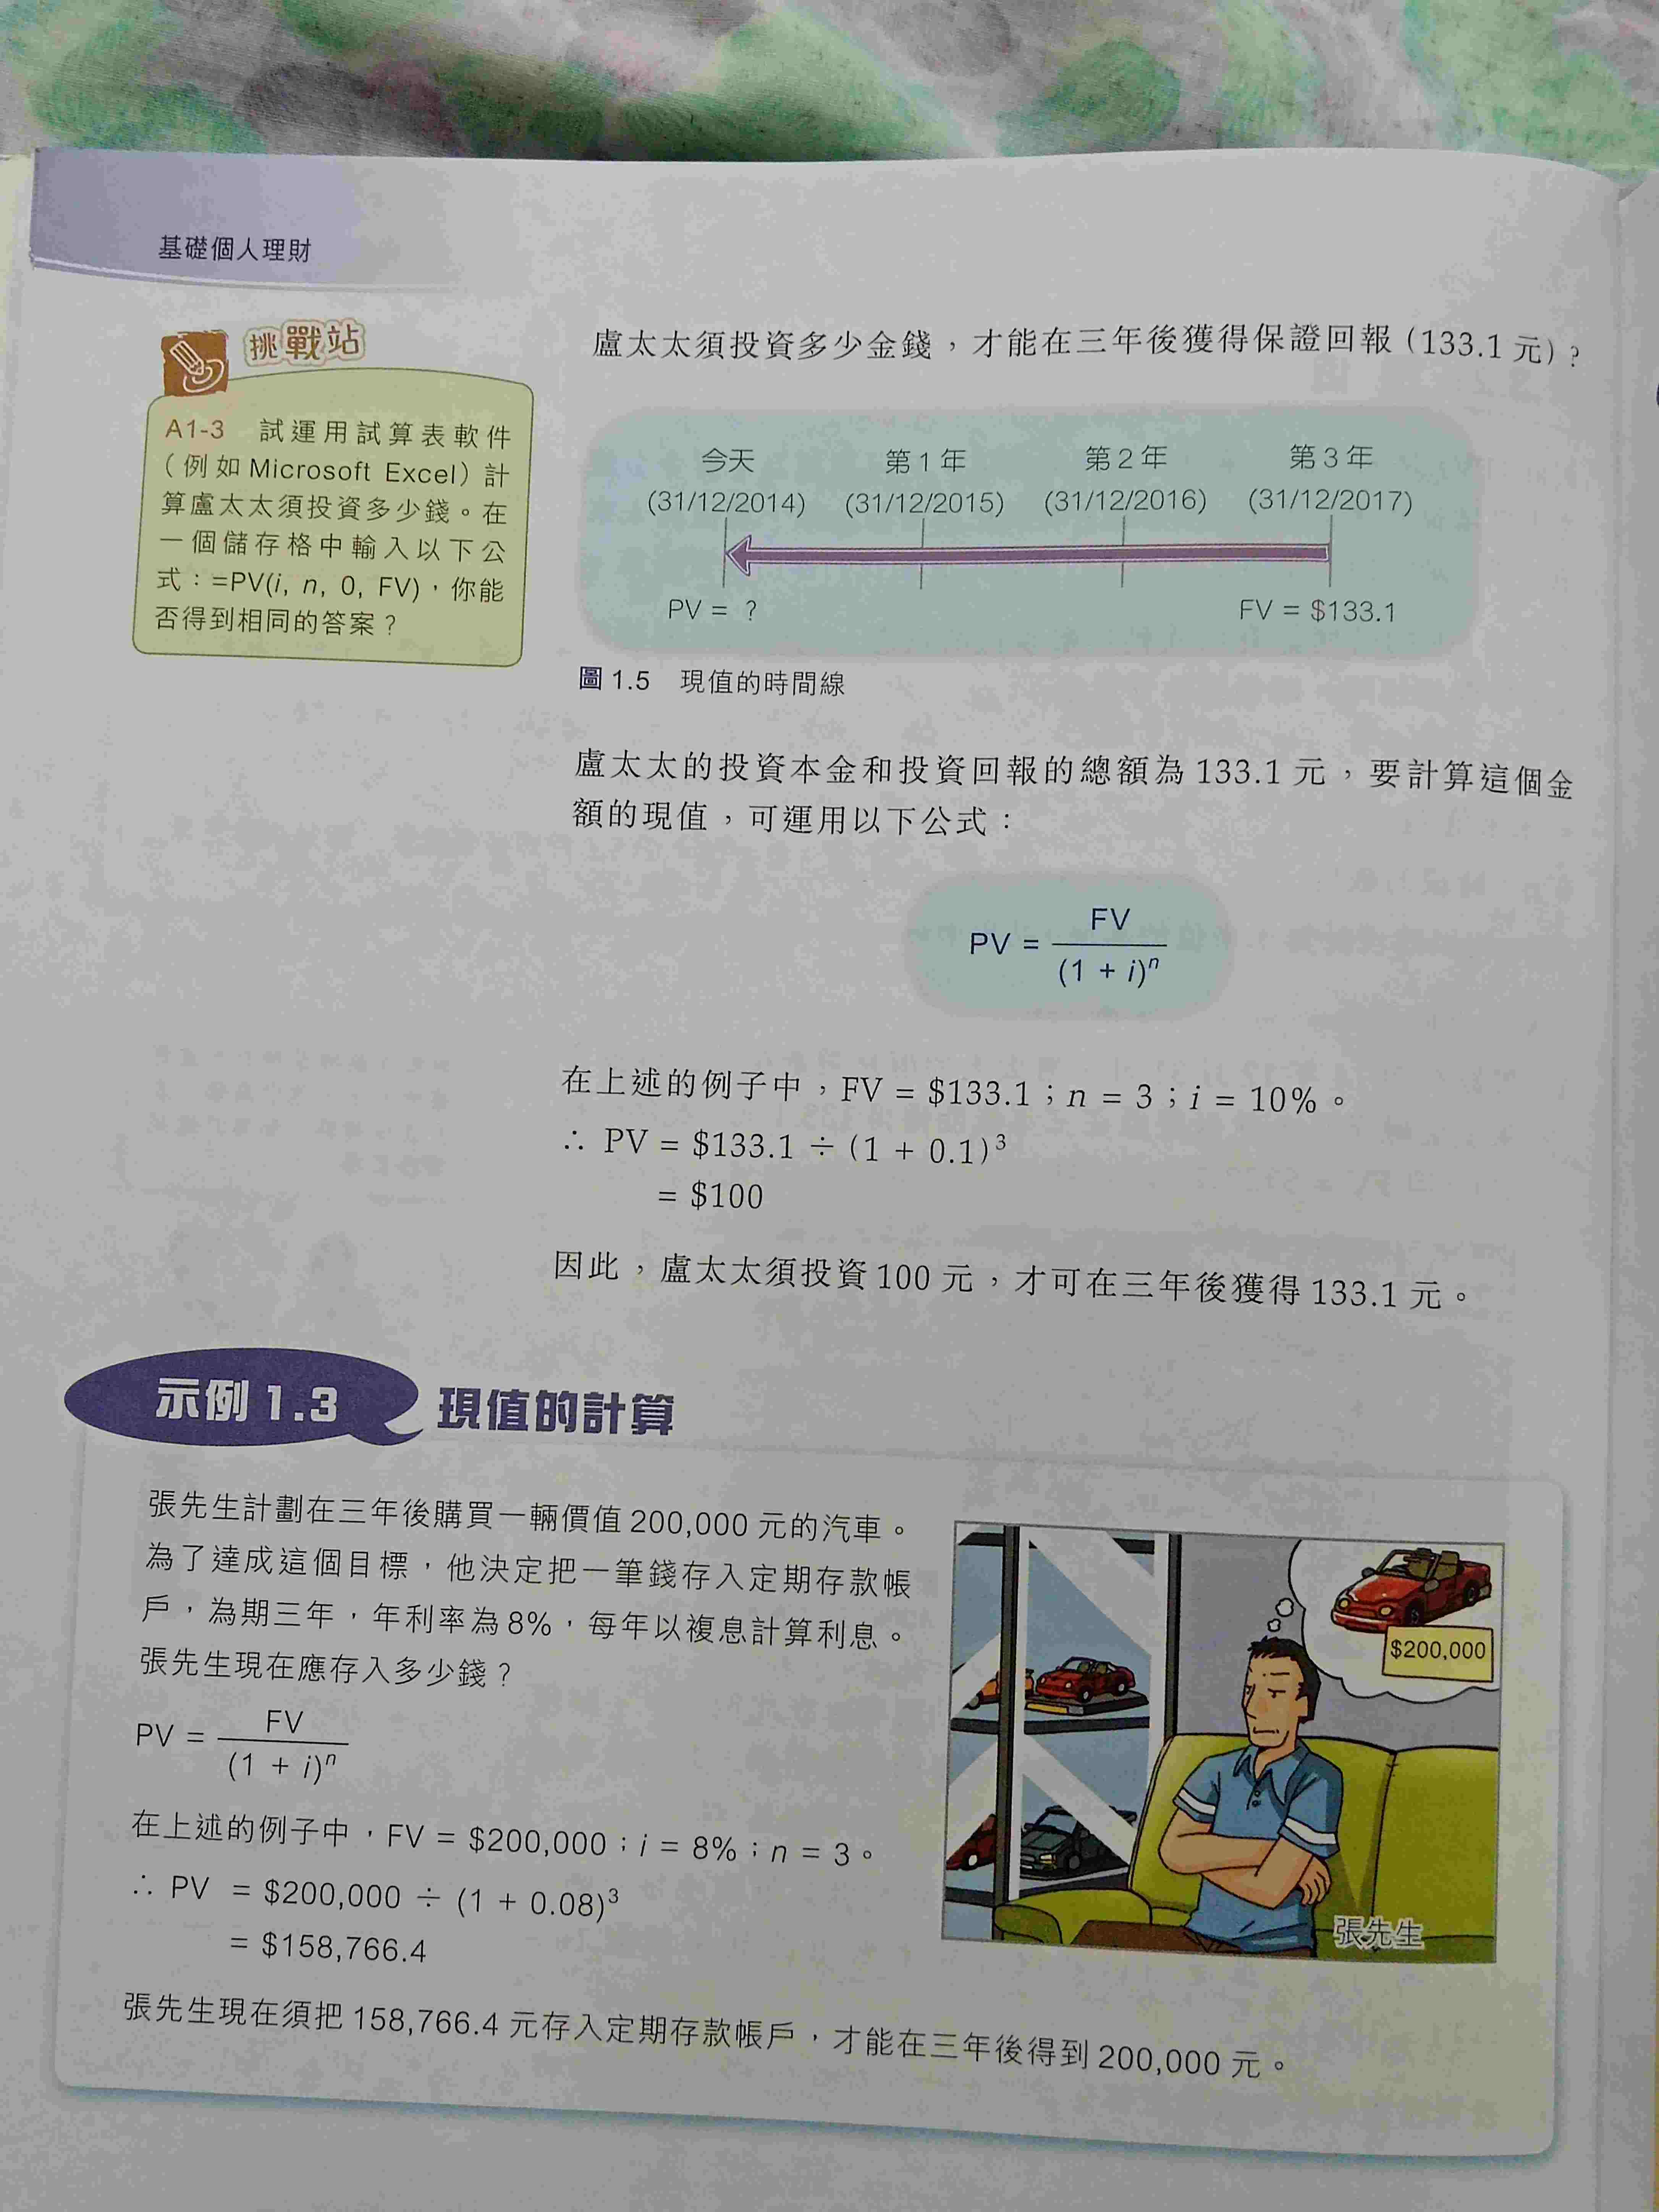 基礎個人理財
挑戰站
A1-3 試運用試算表軟件
（例如 Microsoft Excel）計
算盧太太須投資多少錢。在
一個儲存格中輸入以下公
式：=PV(i, n, 0, FV)，你能
否得到相同的答案？
盧太太須投資多少金錢，才能在三年後獲得保證回報（133.1 元）？
今天 第 1 年 第 2 年 第 3 年
(31/12/2014) (31/12/2015) (31/12/2016) (31/12/2017)
PV = ? FV = $133.1
圖 1.5 現值的時間線
盧太太的投資本金和投資回報的總額為 133.1 元，要計算這個金
額的現值，可運用以下公式：
PV = FV / (1 + i)ⁿ
在上述的例子中，FV = $133.1；n = 3；i = 10%。
∴ PV = $133.1 ÷ (1 + 0.1)³
= $100
因此，盧太太須投資 100 元，才可在三年後獲得 133.1 元。
示例 1.3 現值的計算
張先生計劃在三年後購買一輛價值 200,000 元的汽車。
為了達成這個目標，他決定把一筆錢存入定期存款帳
戶，為期三年，年利率為 8%，每年以複息計算利息。
張先生現在應存入多少錢？
PV = FV / (1 + i)ⁿ
在上述的例子中，FV = $200,000；i = 8%；n = 3。
∴ PV = $200,000 ÷ (1 + 0.08)³
= $158,766.4
$200,000
張先生
張先生現在須把 158,766.4 元存入定期存款帳戶，才能在三年後得到 200,000 元。